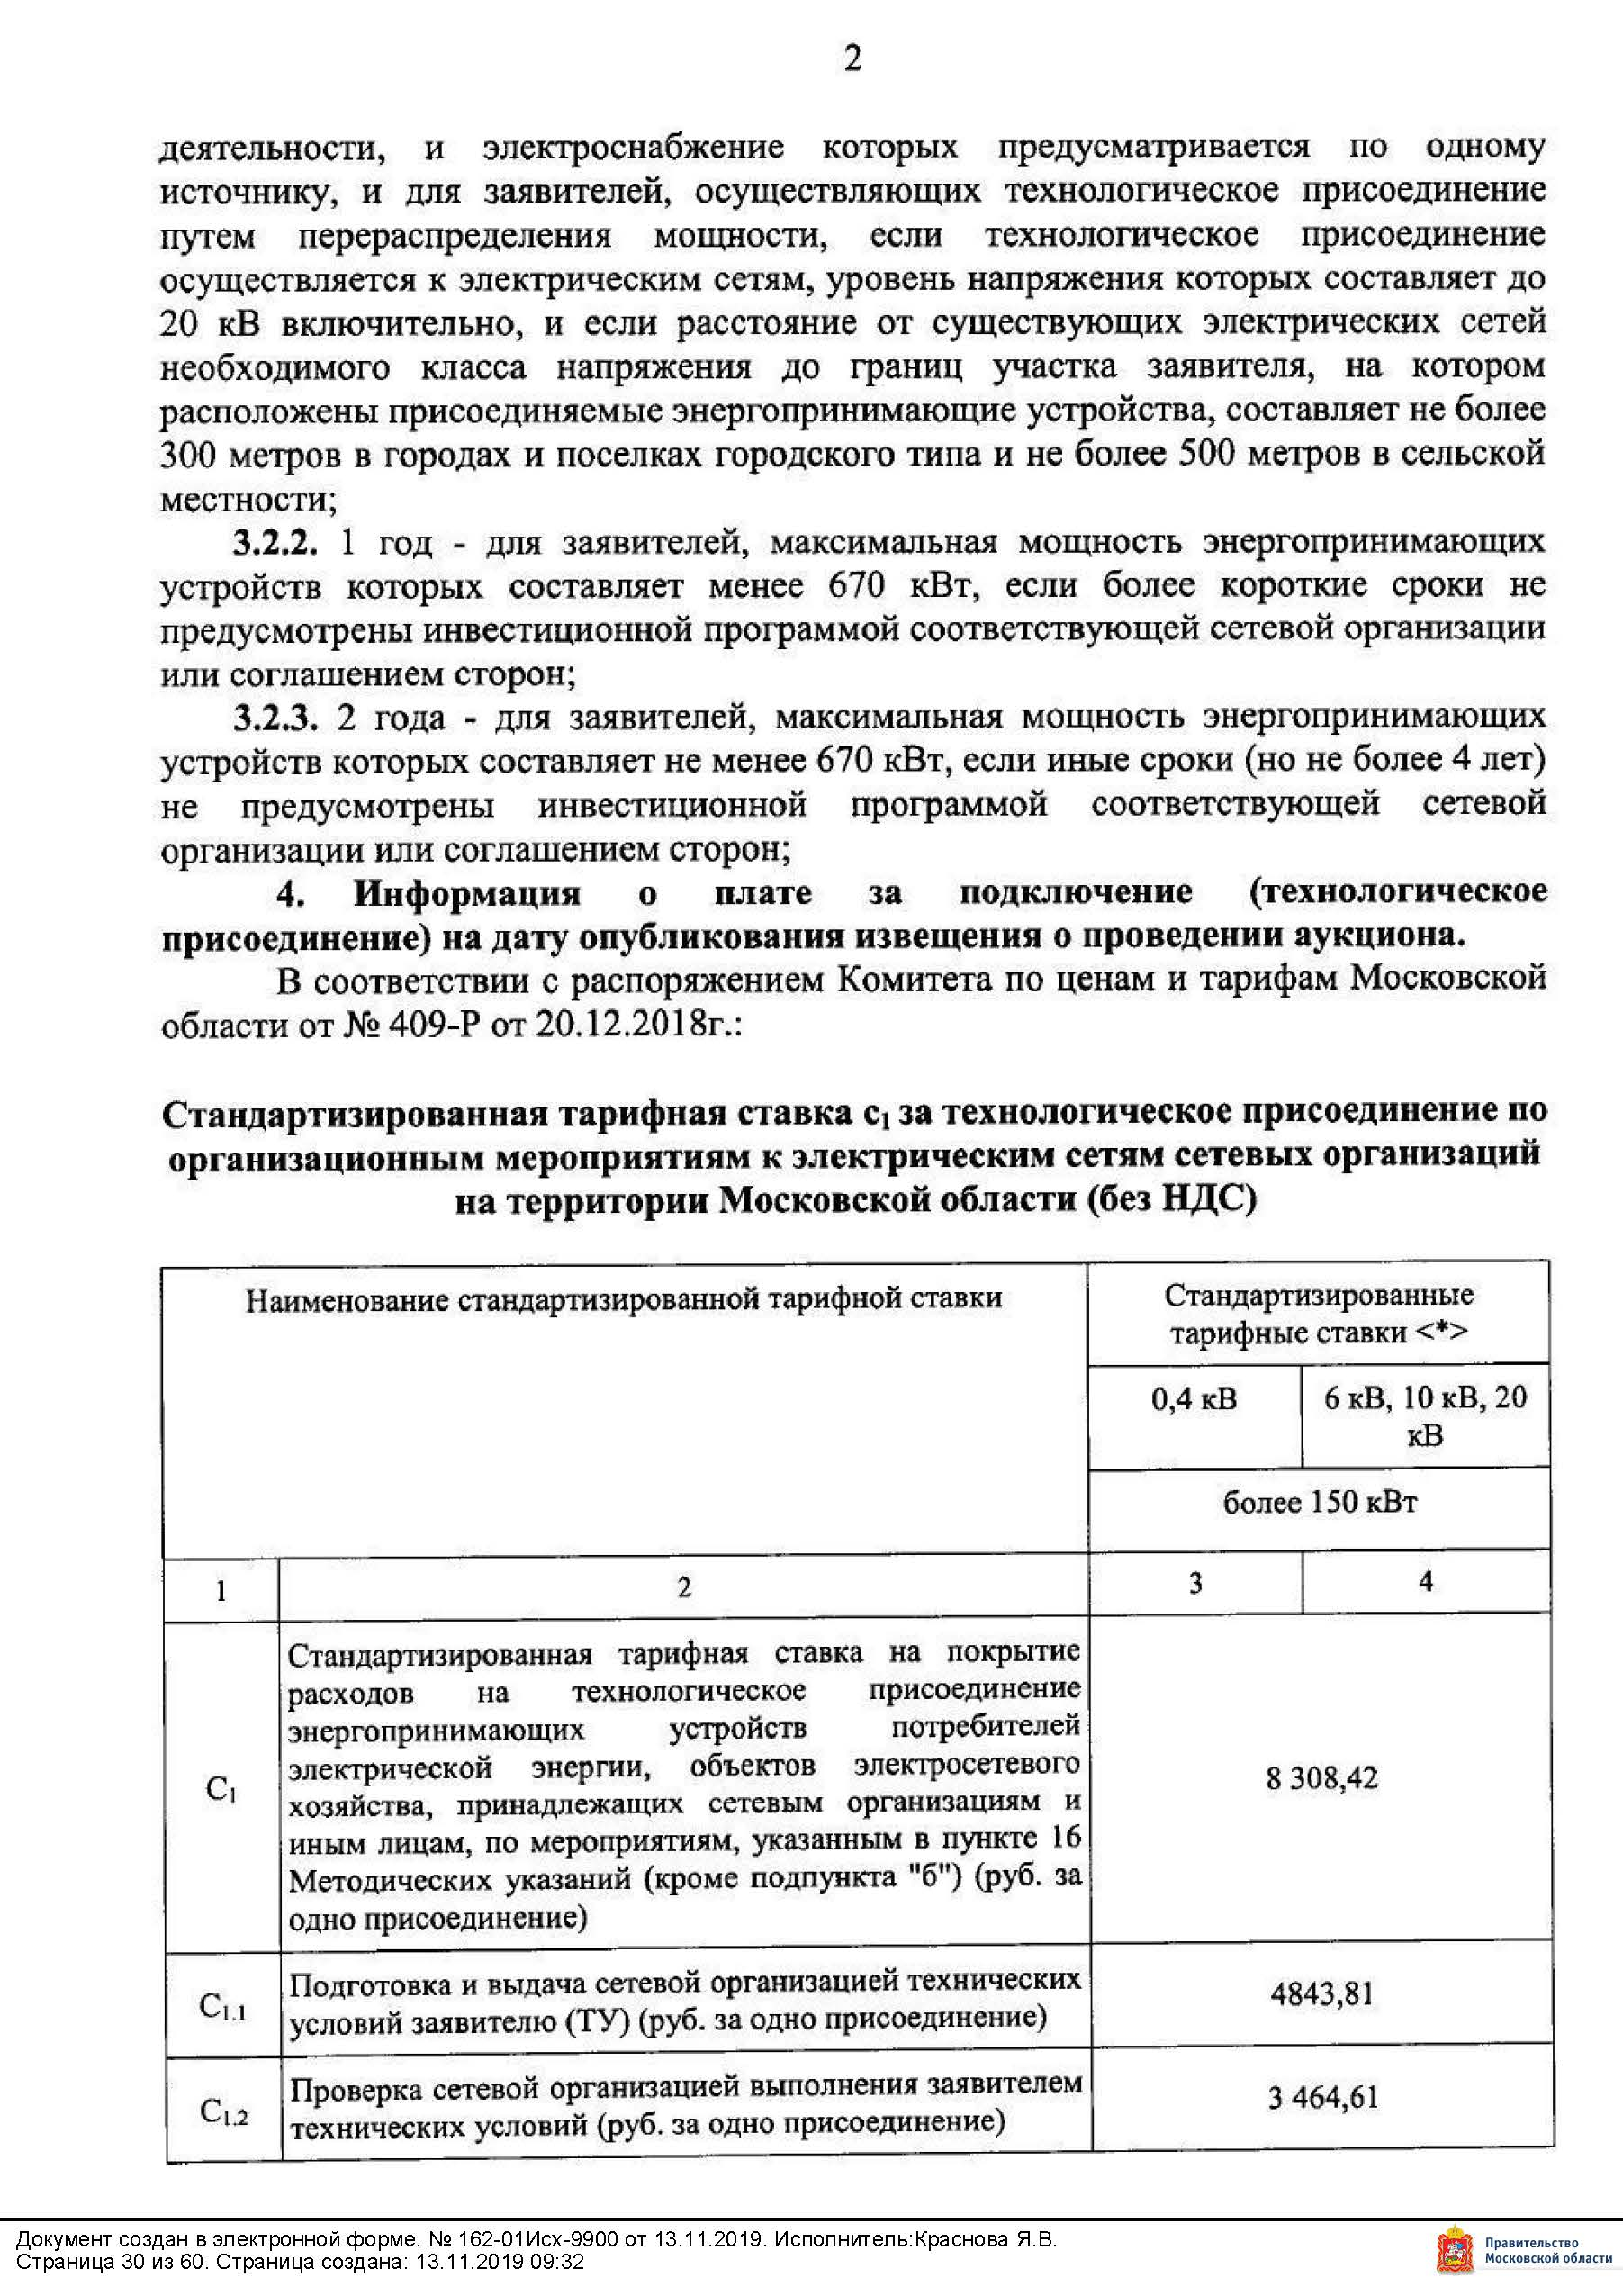 2
деятельности, и электроснабжение которых предусматривается по одному
источнику, и для заявителей, осуществляющих технологическое присоединение
путем перераспределения мощности, если технологическое присоединение
осуществляется к электрическим сетям, уровень напряжения которых составляет до
20 кВ включительно, и если расстояние от существующих электрических сетей
необходимого класса напряжения до границ участка заявителя, на котором
расположены присоединяемые энергопринимающие устройства, составляет не более
300 метров в городах и поселках городского типа и не более 500 метров в сельской
местности;
3.2.2. 1 год - для заявителей, максимальная мощность энергопринимающих
устройств которых составляет менее 670 кВт, если более короткие сроки не
предусмотрены инвестиционной программой соответствующей сетевой организации
или соглашением сторон;
3.2.3. 2 года - для заявителей, максимальная мощность энергопринимающих
устройств которых составляет не менее 670 кВт, если иные сроки (но не более 4 лет)
не предусмотрены инвестиционной программой соответствующей сетевой
организации или соглашением сторон;
4. Информация о плате за подключение (технологическое
присоединение) на дату опубликования извещения о проведении аукциона.
В соответствии с распоряжением Комитета по ценам и тарифам Московской
области от № 409-Р от 20.12.2018г.:
Стандартизированная тарифная ставка с₁ за технологическое присоединение по
организационным мероприятиям к электрическим сетям сетевых организаций
на территории Московской области (без НДС)
Наименование стандартизированной тарифной ставки
Стандартизированные
тарифные ставки <*>
0,4 кВ
6 кВ, 10 кВ, 20
кВ
более 150 кВт
1
2
3
4
С₁
Стандартизированная тарифная ставка на покрытие
расходов на технологическое присоединение
энергопринимающих устройств потребителей
электрической энергии, объектов электросетевого
хозяйства, принадлежащих сетевым организациям и
иным лицам, по мероприятиям, указанным в пункте 16
Методических указаний (кроме подпункта "б") (руб. за
одно присоединение)
8 308,42
С₁.₁
Подготовка и выдача сетевой организацией технических
условий заявителю (ТУ) (руб. за одно присоединение)
4843,81
С₁.₂
Проверка сетевой организацией выполнения заявителем
технических условий (руб. за одно присоединение)
3 464,61
Документ создан в электронной форме. № 162-01Исх-9900 от 13.11.2019. Исполнитель:Краснова Я.В.
Страница 30 из 60. Страница создана: 13.11.2019 09:32
Правительство
Московской области